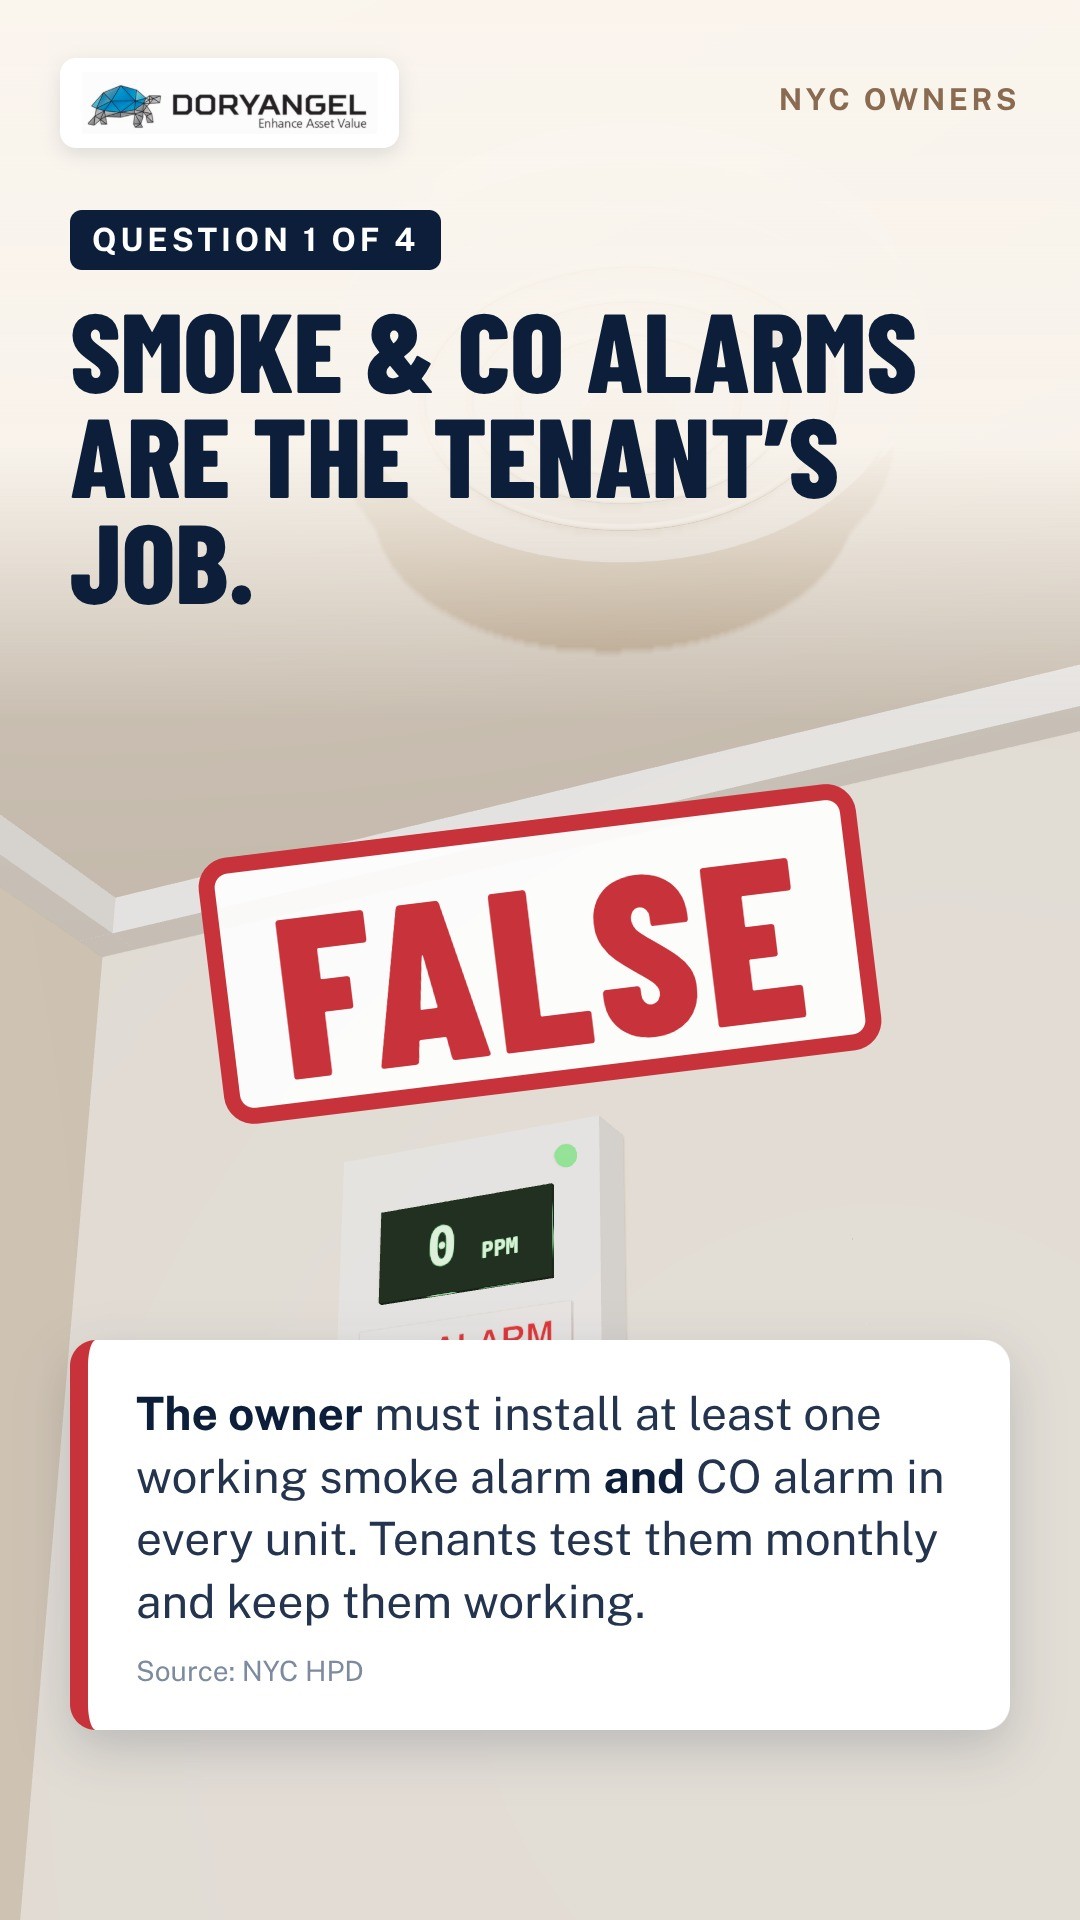 DORYANGEL
Enhance Asset Value
NYC OWNERS
QUESTION 1 OF 4
SMOKE & CO ALARMS
ARE THE TENANT’S
JOB.
FALSE
0 PPM
ALARM
The owner must install at least one
working smoke alarm and CO alarm in
every unit. Tenants test them monthly
and keep them working.
Source: NYC HPD